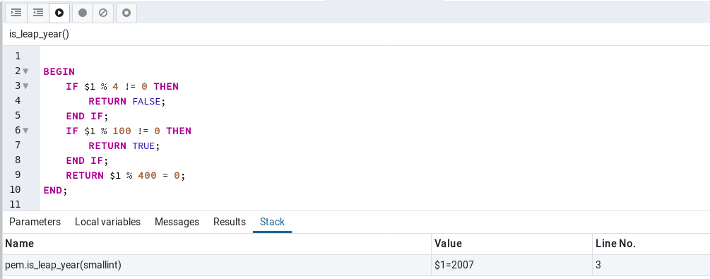 is_leap_year()
1
2 BEGIN
3 IF $1 % 4 != 0 THEN
4 RETURN FALSE;
5 END IF;
6 IF $1 % 100 != 0 THEN
7 RETURN TRUE;
8 END IF;
9 RETURN $1 % 400 = 0;
10 END;
11
Parameters Local variables Messages Results Stack
Name Value Line No.
pem.is_leap_year(smallint) $1=2007 3